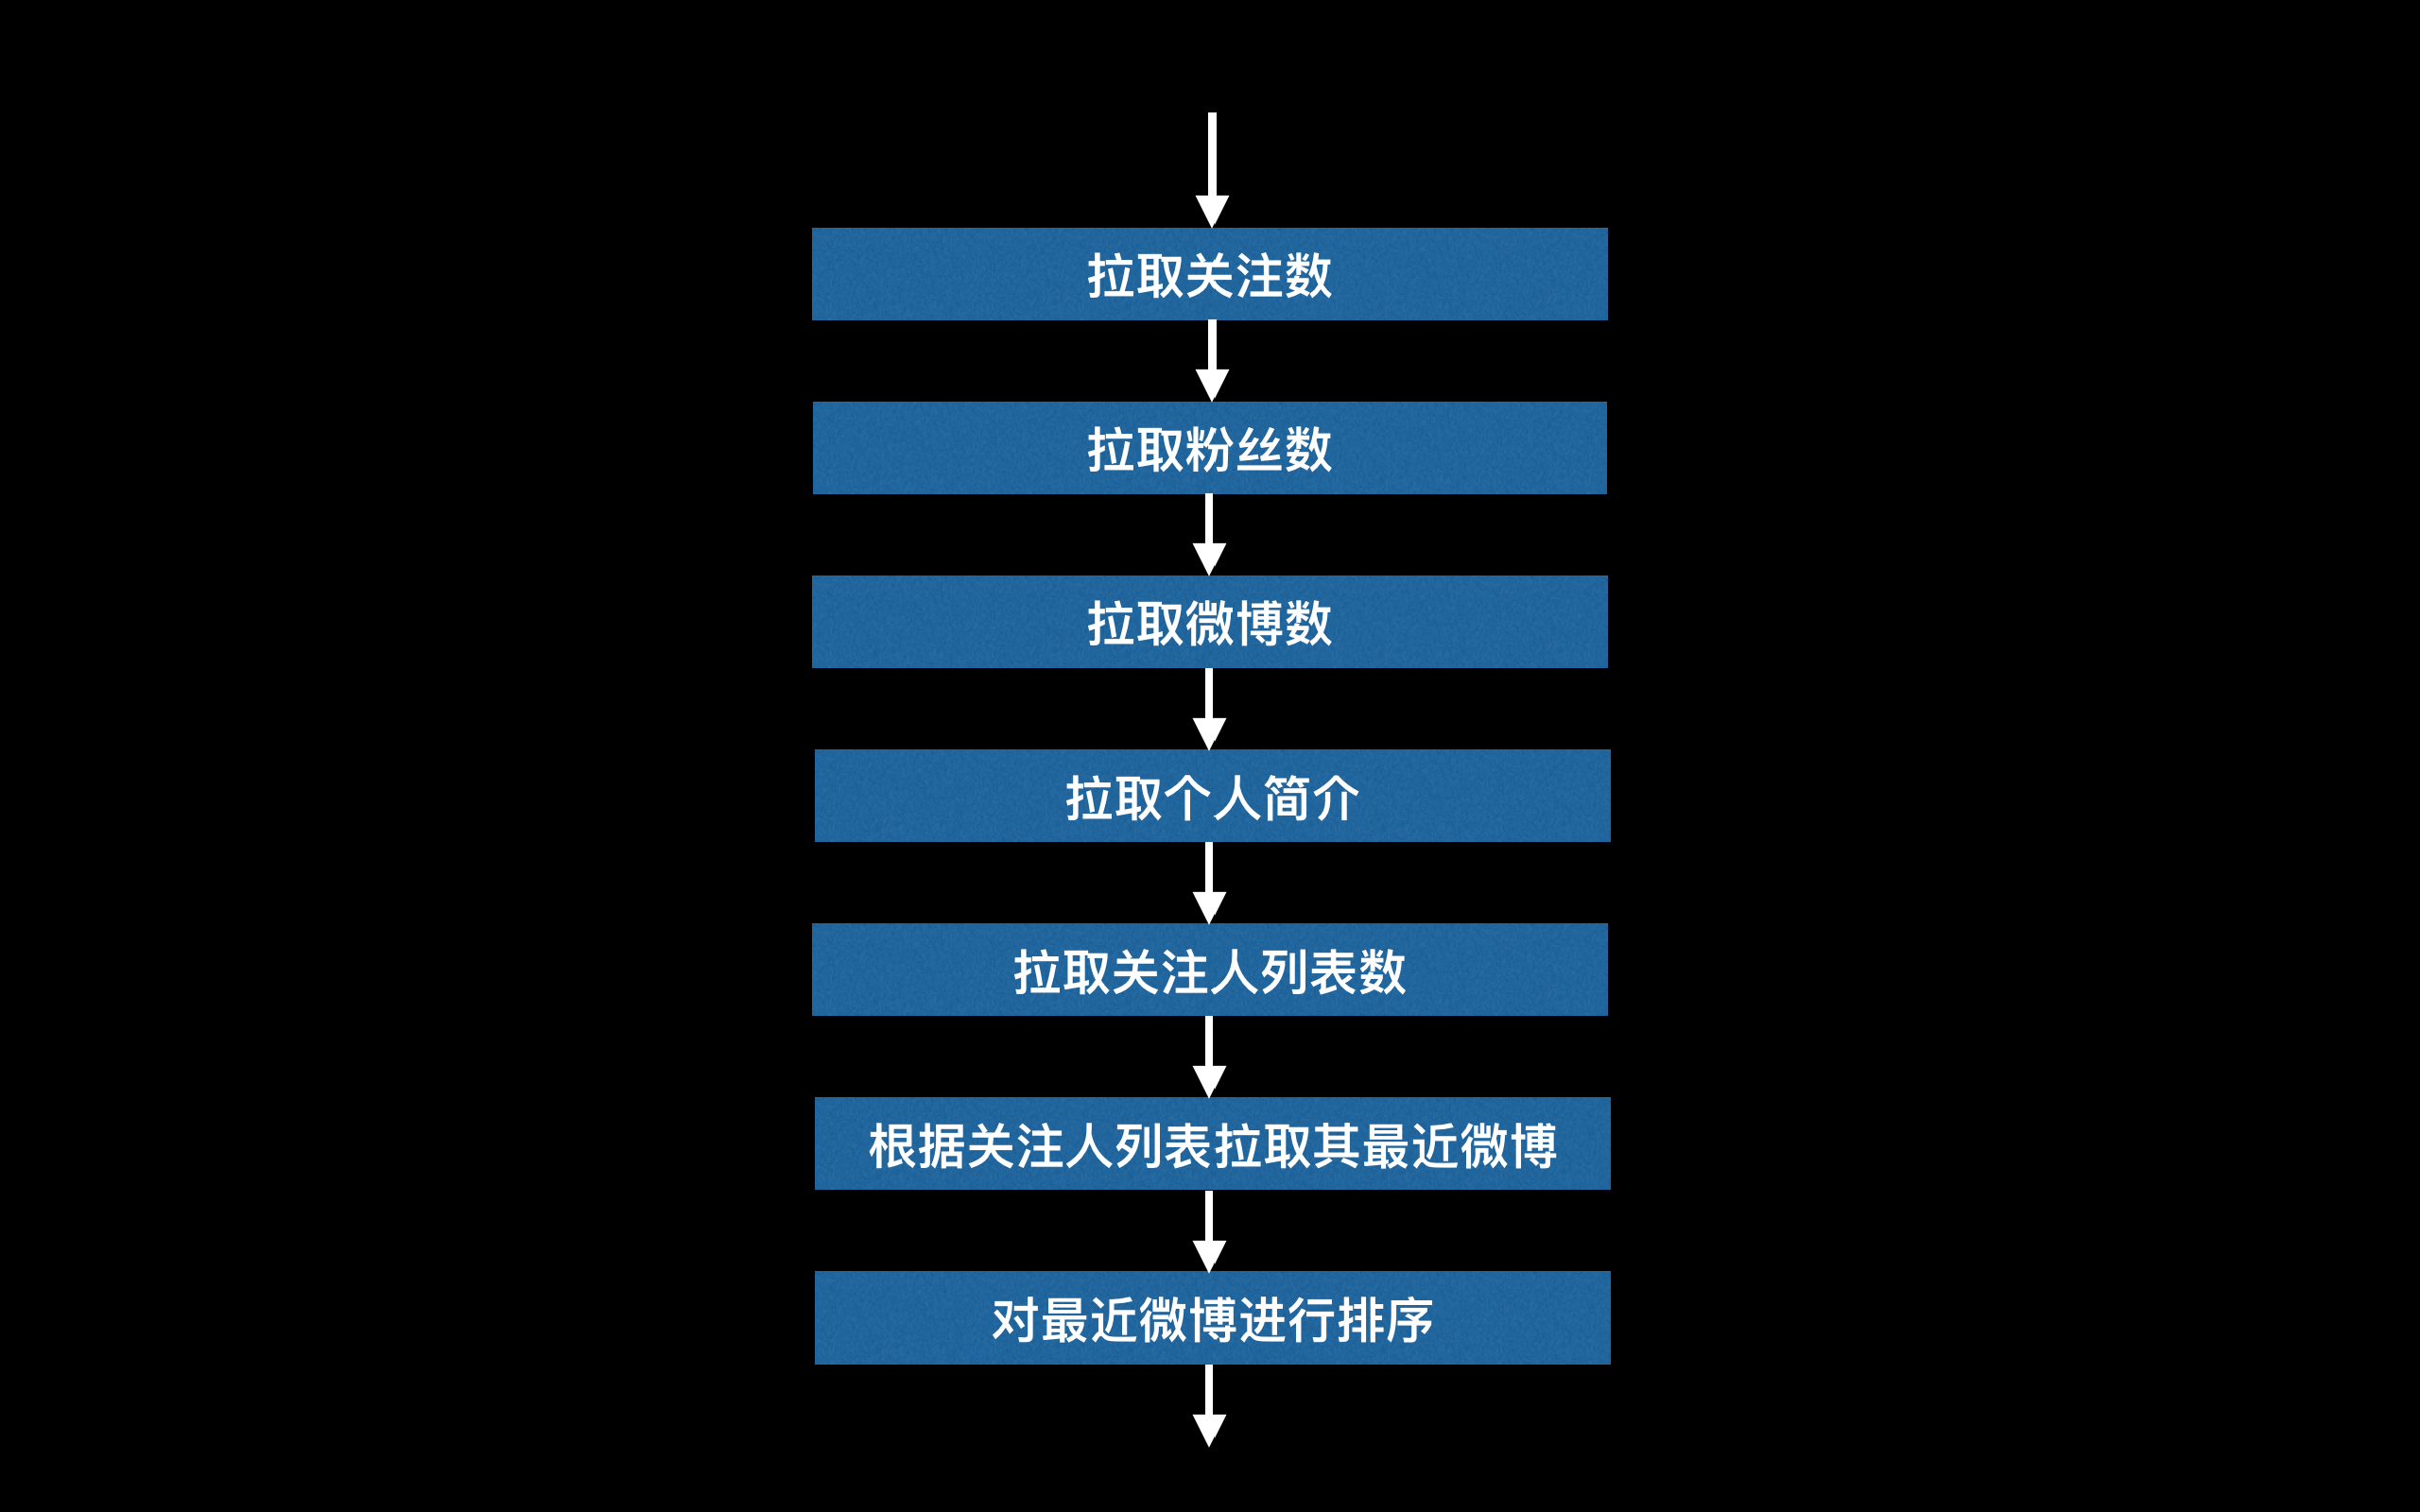 拉取关注数
拉取粉丝数
拉取微博数
拉取个人简介
拉取关注人列表数
根据关注人列表拉取其最近微博
对最近微博进行排序